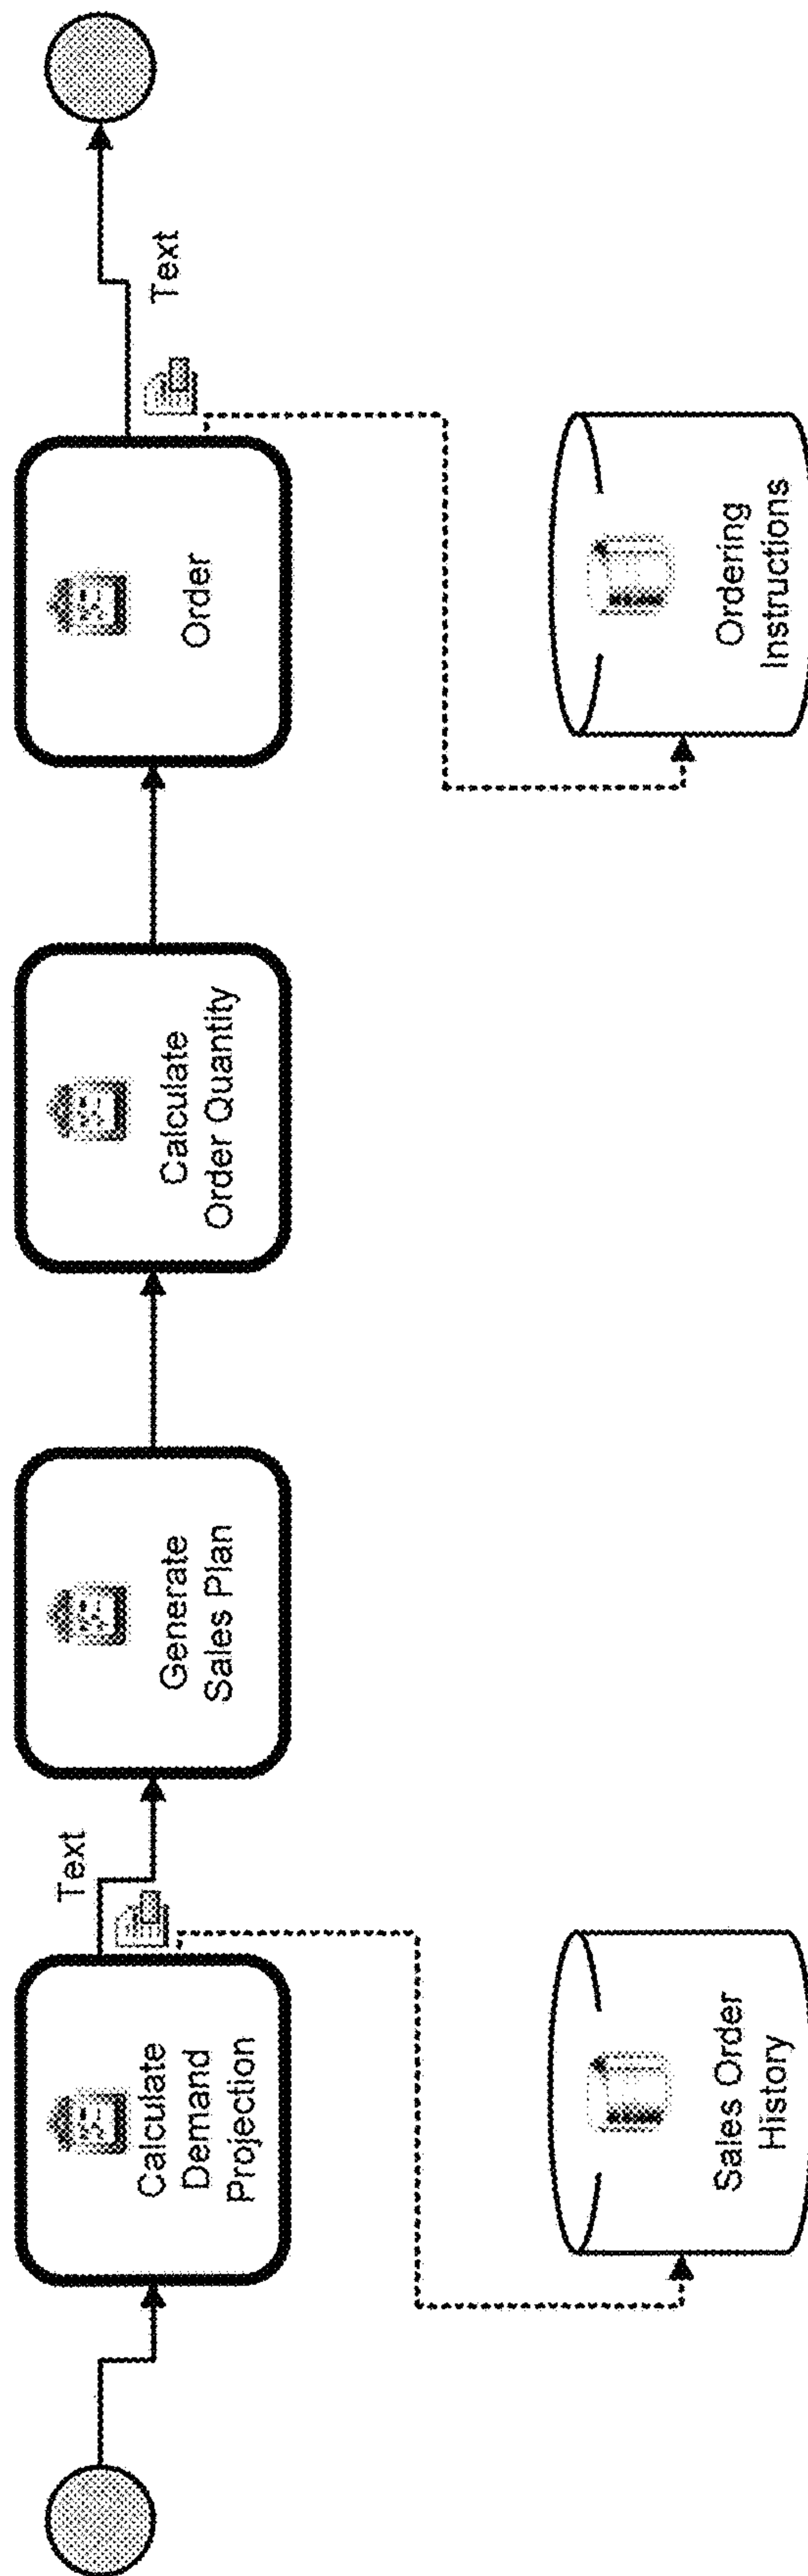 Calculate
Demand
Projection
Text
Generate
Sales Plan
Calculate
Order Quantity
Order
Text
Sales Order
History
Ordering
Instructions